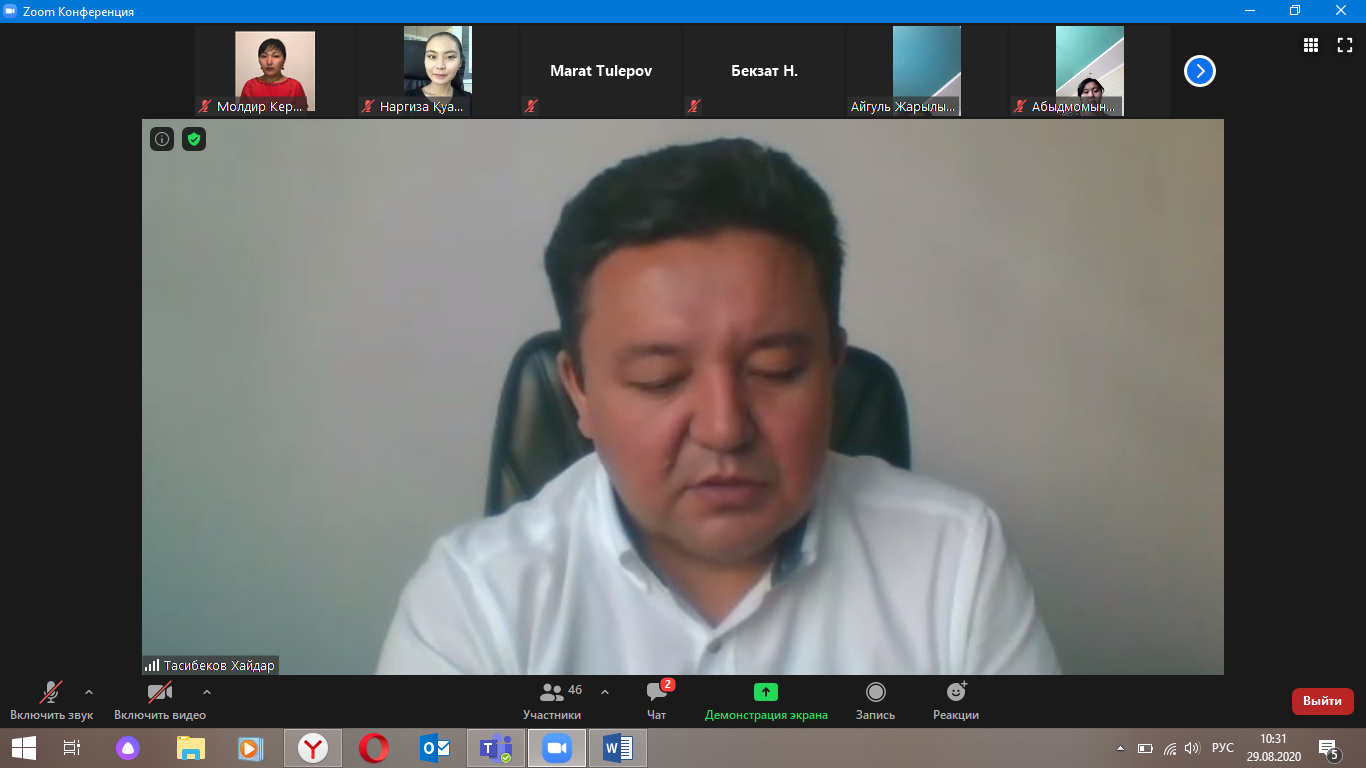 Zoom Конференция
Молдир Кер...
Наргиза Қуа...
Marat Tulepov
Бекзат Н.
Айгуль Жарылы...
Абыдмомын...
Тасибеков Хайдар
Включить звук
Включить видео
46
Участники
2
Чат
Демонстрация экрана
Запись
Реакции
Выйти
РУС
10:31
29.08.2020
5